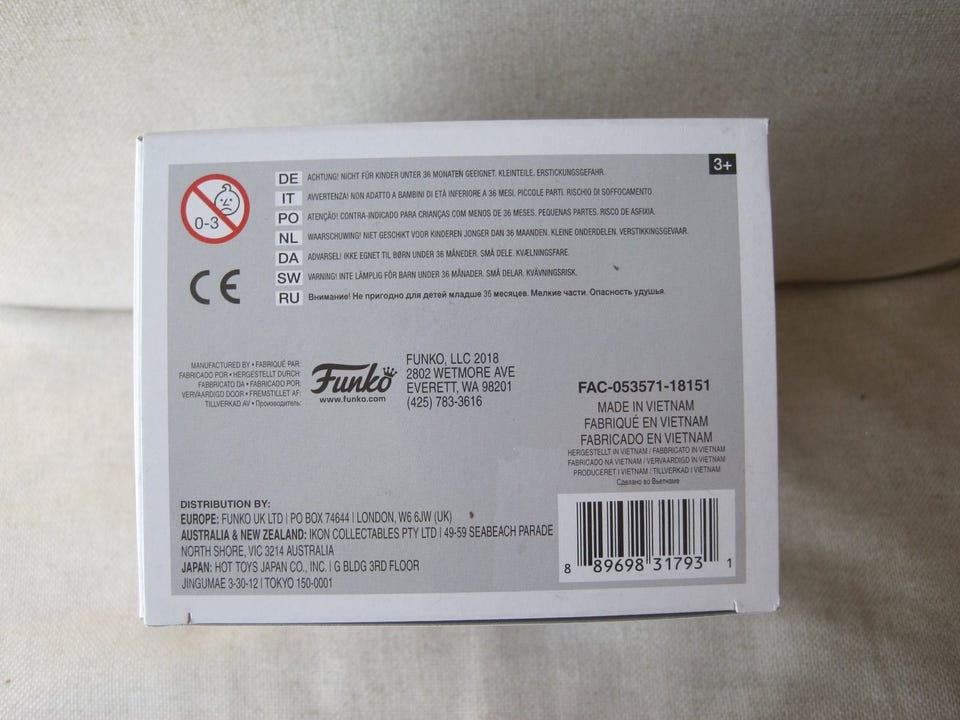 3+
0-3
DE ACHTUNG! NICHT FÜR KINDER UNTER 36 MONATEN GEEIGNET. KLEINTEILE. ERSTICKUNGSGEFAHR.
IT AVVERTENZA! NON ADATTO A BAMBINI DI ETÀ INFERIORE A 36 MESI. PICCOLE PARTI. RISCHIO DI SOFFOCAMENTO.
PO ATENÇAO! CONTRA-INDICADO PARA CRIANÇAS COM MENOS DE 36 MESES. PEQUENAS PARTES. RISCO DE ASFIXIA.
NL WAARSCHUWING! NIET GESCHIKT VOOR KINDEREN JONGER DAN 36 MAANDEN. KLEINE ONDERDELEN. VERSTIKKINGSGEVAAR.
DA ADVARSEL! IKKE EGNET TIL BØRN UNDER 36 MÅNEDER. SMÅ DELE. KVÆLNINGSFARE.
SW VARNING! INTE LÄMPLIG FÖR BARN UNDER 36 MÅNADER. SMÅ DELAR. KVÄVNINGSRISK.
RU Внимание! Не пригодно для детей младше 36 месяцев. Мелкие части. Опасность удушья.
CE
MANUFACTURED BY • FABRIQUÉ PAR:
FABRICADO POR • HERGESTELLT DURCH:
FABBRICATO DA • FABRICADO POR:
VERVAARDIGD DOOR • FREMSTILLET AF:
TILLVERKAD AV • Производитель:
Funko
www.funko.com
FUNKO, LLC 2018
2802 WETMORE AVE
EVERETT, WA 98201
(425) 783-3616
FAC-053571-18151
MADE IN VIETNAM
FABRIQUÉ EN VIETNAM
FABRICADO EN VIETNAM
HERGESTELLT IN VIETNAM / FABBRICATO IN VIETNAM
FABRICADO NA VIETNAM / VERVAARDIGD IN VIETNAM
PRODUCERET I VIETNAM / TILLVERKAD I VIETNAM
Сделано во Вьетнаме
DISTRIBUTION BY:
EUROPE: FUNKO UK LTD | PO BOX 74644 | LONDON, W6 6JW (UK)
AUSTRALIA & NEW ZEALAND: IKON COLLECTABLES PTY LTD | 49-59 SEABEACH PARADE
NORTH SHORE, VIC 3214 AUSTRALIA
JAPAN: HOT TOYS JAPAN CO., INC. | G BLDG 3RD FLOOR
JINGUMAE 3-30-12 | TOKYO 150-0001
8 89698 31793 1